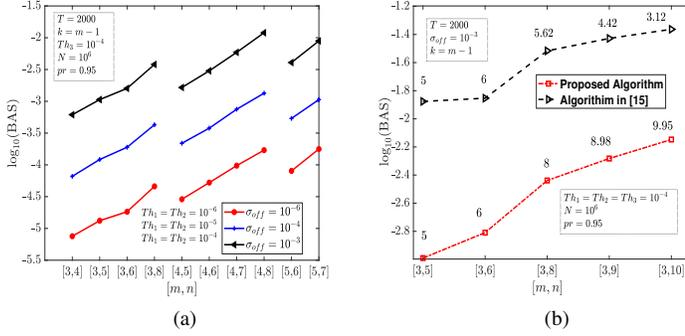 -1.5
-2
-2.5
-3
-3.5
-4
-4.5
-5
-5.5
log10(BAS)
T = 2000
k = m − 1
Th3 = 10^-4
N = 10^6
pr = 0.95
Th1 = Th2 = 10^-6
Th1 = Th2 = 10^-5
Th1 = Th2 = 10^-4
σoff = 10^-6
σoff = 10^-4
σoff = 10^-3
[3,4] [3,5] [3,6] [3,8] [4,5] [4,6] [4,7] [4,8] [5,6] [5,7]
[m, n]
(a)
-1.2
-1.4
-1.6
-1.8
-2
-2.2
-2.4
-2.6
-2.8
log10(BAS)
T = 2000
σoff = 10^-3
k = m − 1
5 6 5.62 4.42 3.12
Proposed Algorithm
Algorithim in [15]
5 6 8 8.98 9.95
Th1 = Th2 = Th3 = 10^-4
N = 10^6
pr = 0.95
[3,5] [3,6] [3,8] [3,9] [3,10]
[m, n]
(b)